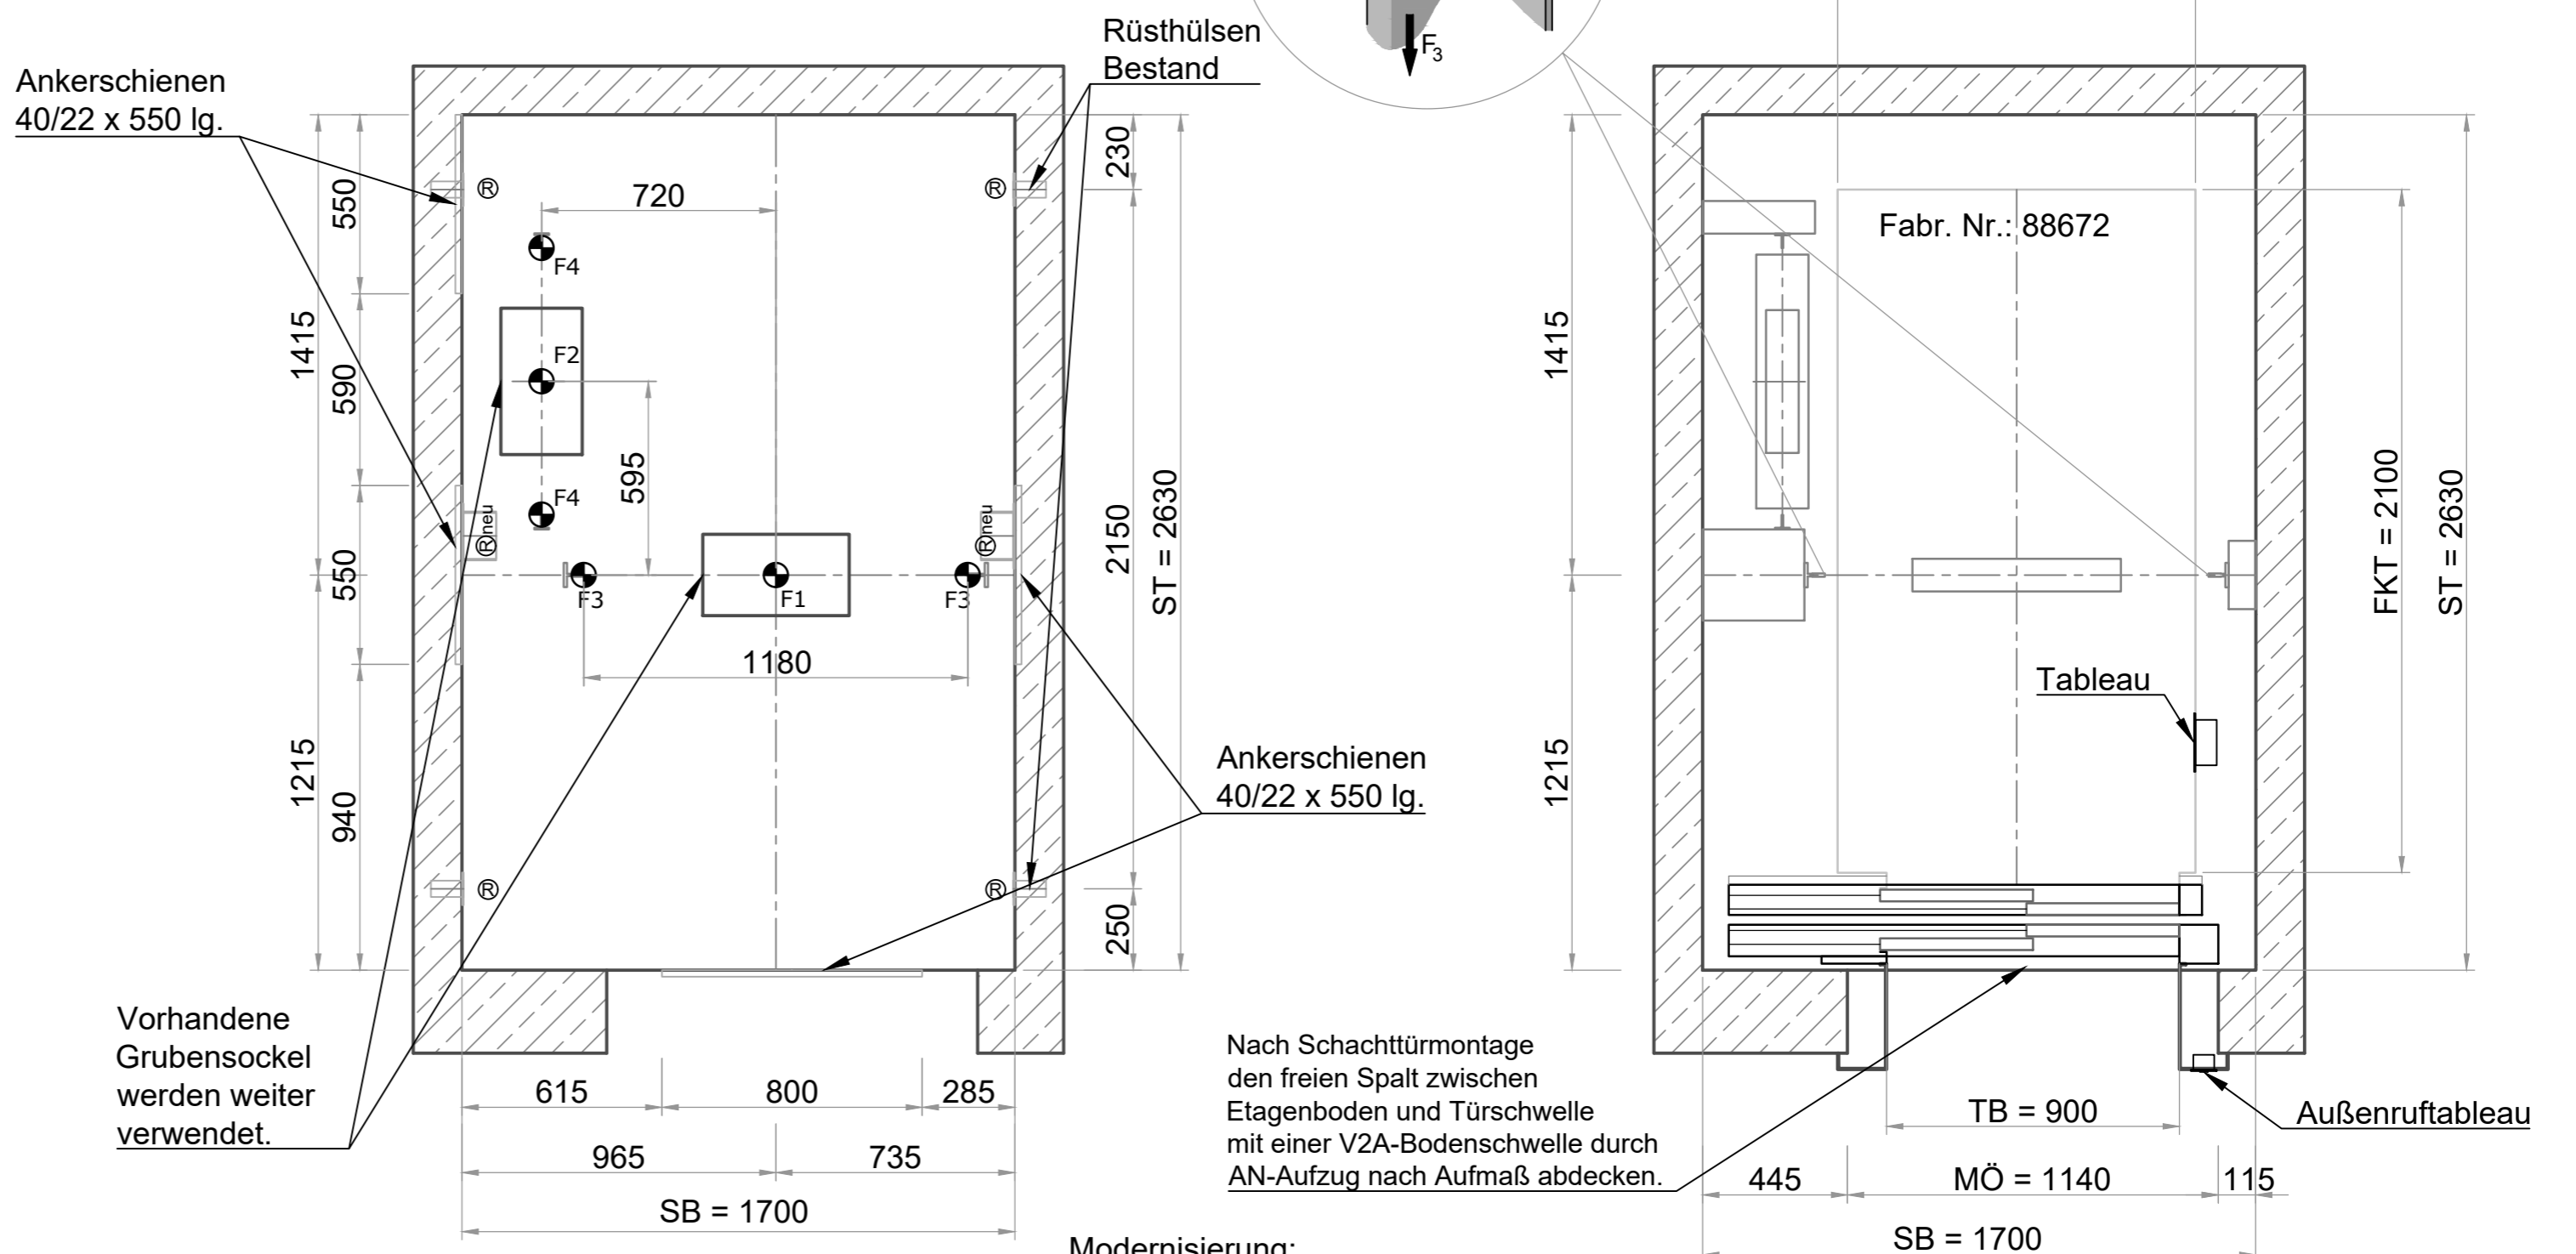 Ankerschienen
40/22 x 550 lg.
Rüsthülsen
Bestand
F3
550
590
550
940
1415
1215
®
®
720
F4
F2
595
F4
®neu
®neu
F3
F1
F3
1180
®
®
230
2150
250
ST = 2630
Ankerschienen
40/22 x 550 lg.
Vorhandene
Grubensockel
werden weiter
verwendet.
615
800
285
965
735
SB = 1700
Fabr. Nr.: 88672
1415
1215
FKT = 2100
ST = 2630
Tableau
Nach Schachttürmontage
den freien Spalt zwischen
Etagenboden und Türschwelle
mit einer V2A-Bodenschwelle durch
AN-Aufzug nach Aufmaß abdecken.
TB = 900
Außenruftableau
445
MÖ = 1140
115
SB = 1700
Modernisierung: